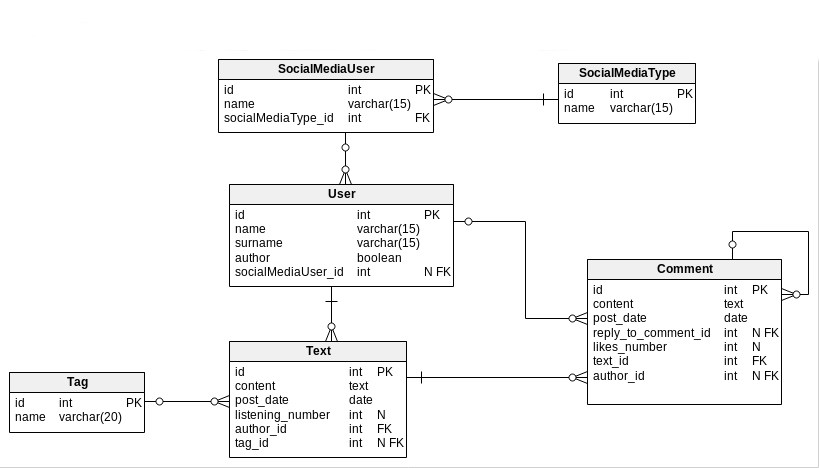 SocialMediaUser
id int PK
name varchar(15)
socialMediaType_id int FK
SocialMediaType
id int PK
name varchar(15)
User
id int PK
name varchar(15)
surname varchar(15)
author boolean
socialMediaUser_id int N FK
Comment
id int PK
content text
post_date date
reply_to_comment_id int N FK
likes_number int N
text_id int FK
author_id int N FK
Text
id int PK
content text
post_date date
listening_number int N
author_id int FK
tag_id int N FK
Tag
id int PK
name varchar(20)